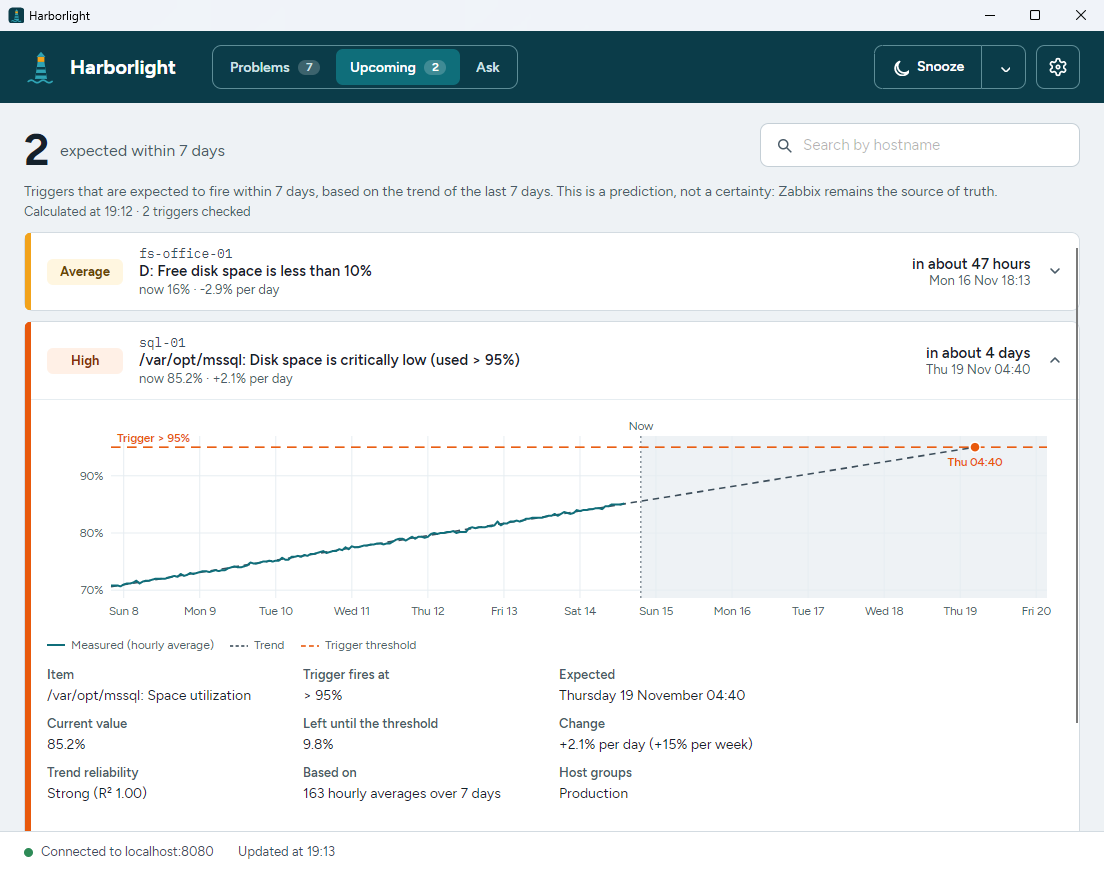 Harborlight
Harborlight
Problems 7
Upcoming 2
Ask
Snooze
2 expected within 7 days
Search by hostname
Triggers that are expected to fire within 7 days, based on the trend of the last 7 days. This is a prediction, not a certainty: Zabbix remains the source of truth.
Calculated at 19:12 · 2 triggers checked
Average
fs-office-01
D: Free disk space is less than 10%
now 16% · -2.9% per day
in about 47 hours
Mon 16 Nov 18:13
High
sql-01
/var/opt/mssql: Disk space is critically low (used > 95%)
now 85.2% · +2.1% per day
in about 4 days
Thu 19 Nov 04:40
Now
Trigger > 95%
Thu 04:40
90%
80%
70%
Sun 8 Mon 9 Tue 10 Wed 11 Thu 12 Fri 13 Sat 14 Sun 15 Mon 16 Tue 17 Wed 18 Thu 19 Fri 20
Measured (hourly average) Trend Trigger threshold
Item
/var/opt/mssql: Space utilization
Trigger fires at
> 95%
Expected
Thursday 19 November 04:40
Current value
85.2%
Left until the threshold
9.8%
Change
+2.1% per day (+15% per week)
Trend reliability
Strong (R² 1.00)
Based on
163 hourly averages over 7 days
Host groups
Production
Connected to localhost:8080 Updated at 19:13